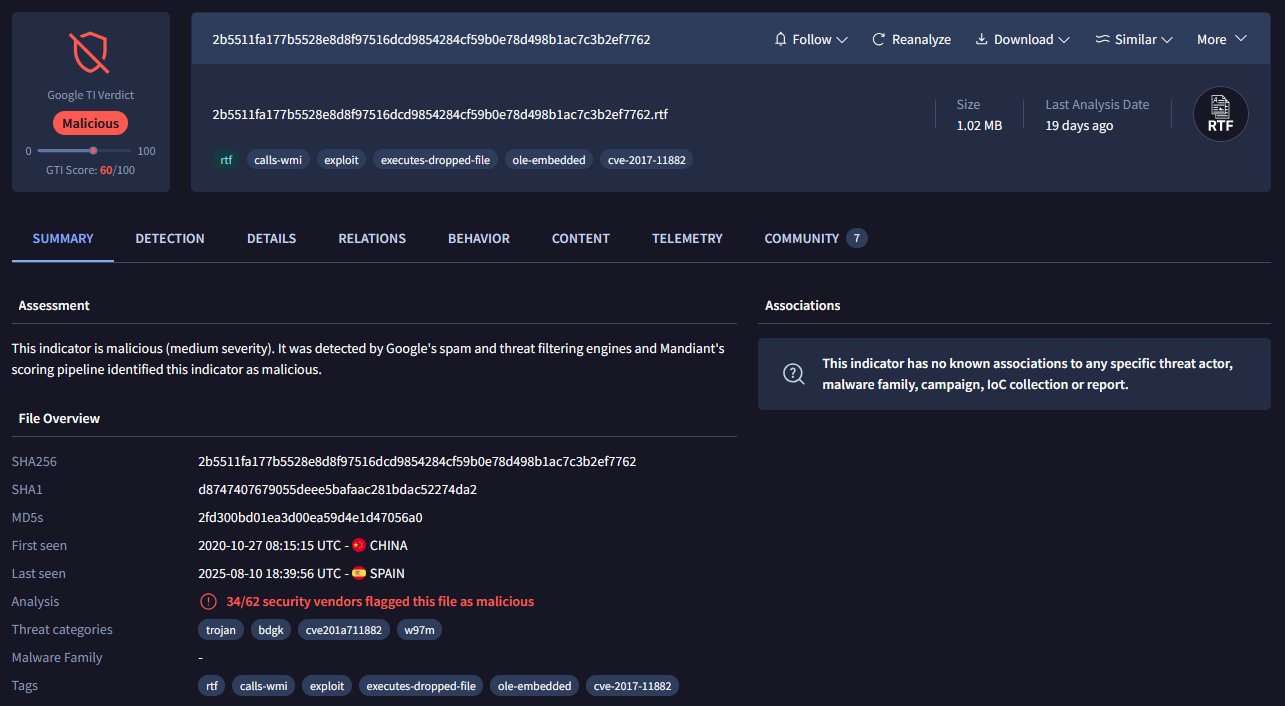 2b5511fa177b5528e8d8f97516dcd9854284cf59b0e78d498b1ac7c3b2ef7762
Follow
Reanalyze
Download
Similar
More
Google TI Verdict
Malicious
0
100
GTI Score: 60/100
2b5511fa177b5528e8d8f97516dcd9854284cf59b0e78d498b1ac7c3b2ef7762.rtf
Size
1.02 MB
Last Analysis Date
19 days ago
RTF
rtf calls-wmi exploit executes-dropped-file ole-embedded cve-2017-11882
SUMMARY DETECTION DETAILS RELATIONS BEHAVIOR CONTENT TELEMETRY COMMUNITY 7
Assessment
This indicator is malicious (medium severity). It was detected by Google's spam and threat filtering engines and Mandiant's
scoring pipeline identified this indicator as malicious.
Associations
This indicator has no known associations to any specific threat actor,
malware family, campaign, IoC collection or report.
File Overview
SHA256 2b5511fa177b5528e8d8f97516dcd9854284cf59b0e78d498b1ac7c3b2ef7762
SHA1 d8747407679055deee5bafaac281bdac52274da2
MD5s 2fd300bd01ea3d00ea59d4e1d47056a0
First seen 2020-10-27 08:15:15 UTC - CHINA
Last seen 2025-08-10 18:39:56 UTC - SPAIN
Analysis 34/62 security vendors flagged this file as malicious
Threat categories trojan bdgk cve201a711882 w97m
Malware Family -
Tags rtf calls-wmi exploit executes-dropped-file ole-embedded cve-2017-11882